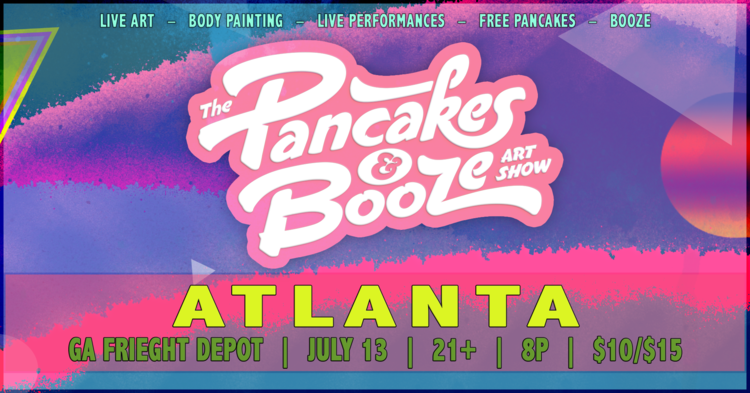 LIVE ART – BODY PAINTING – LIVE PERFORMANCES – FREE PANCAKES – BOOZE
The
Pancakes
&
Booze
ART
SHOW
ATLANTA
GA FRIEGHT DEPOT | JULY 13 | 21+ | 8P | $10/$15